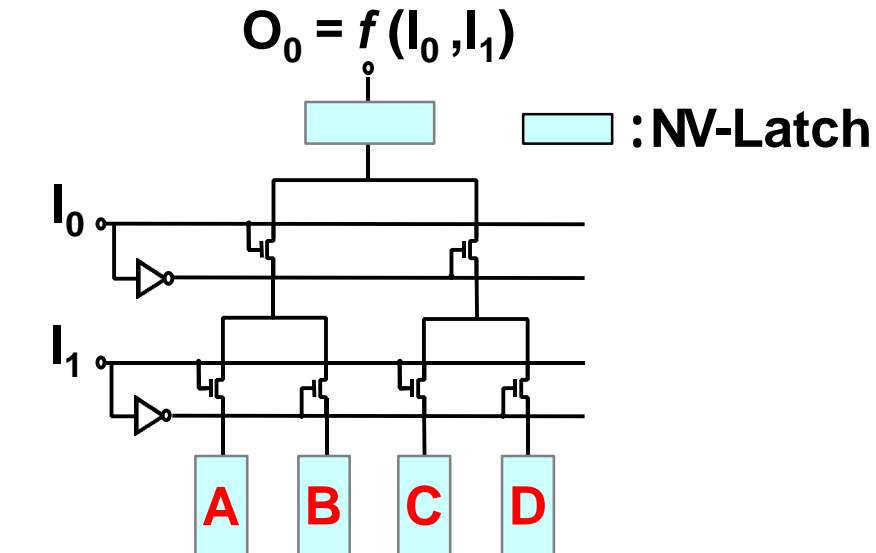 O₀ = f (I₀ ,I₁)
: NV-Latch
I₀
I₁
A B C D